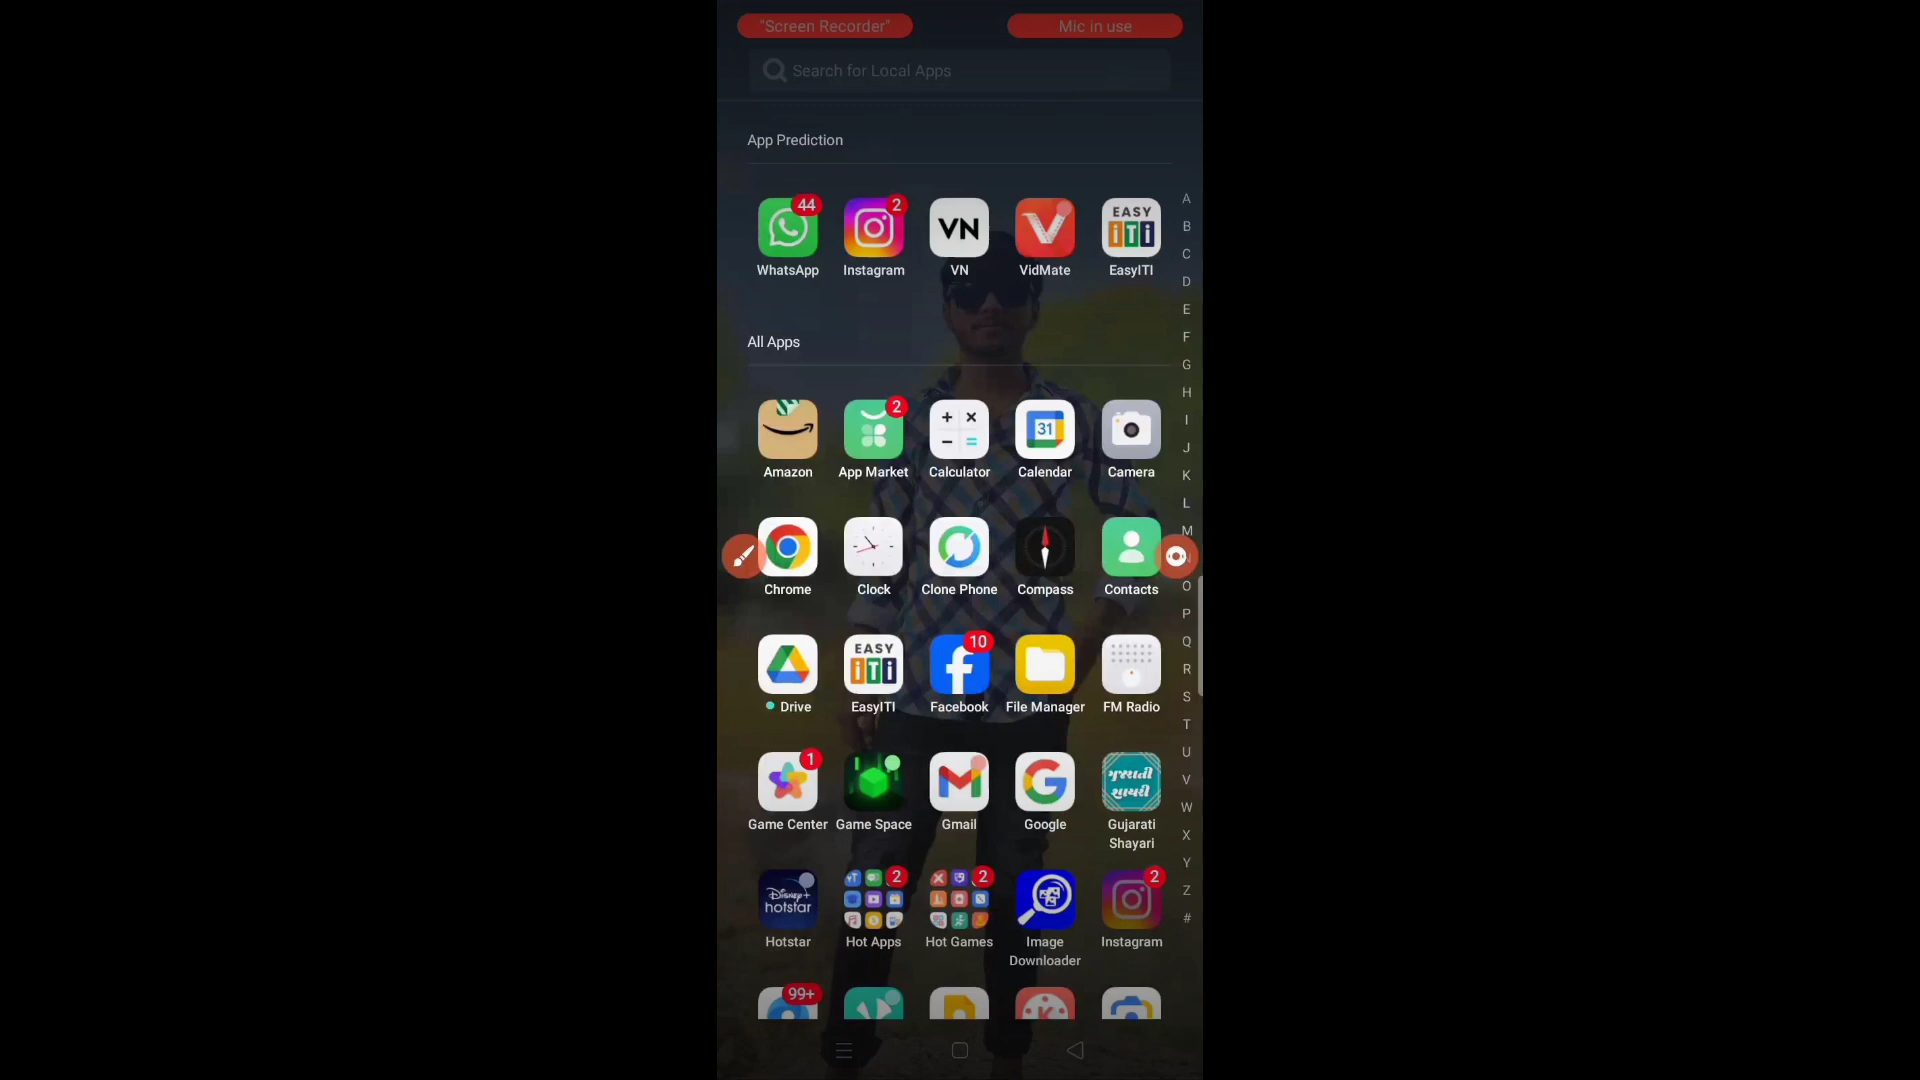 "Screen Recorder" Mic in use
Search for Local Apps
App Prediction
44 2 VN EASY iTi
WhatsApp Instagram VN VidMate EasyITI
All Apps
2 31
Amazon App Market Calculator Calendar Camera
Chrome Clock Clone Phone Compass Contacts
EASY iTi 10
Drive EasyITI Facebook File Manager FM Radio
1 ગુજરાતી શાયરી
Game Center Game Space Gmail Google Gujarati
Shayari
Disney+ hotstar 2 2 2
Hotstar Hot Apps Hot Games Image Instagram
Downloader
99+ K
A
B
C
D
E
F
G
H
I
J
K
L
M
O
P
Q
R
S
T
U
V
W
X
Y
Z
#